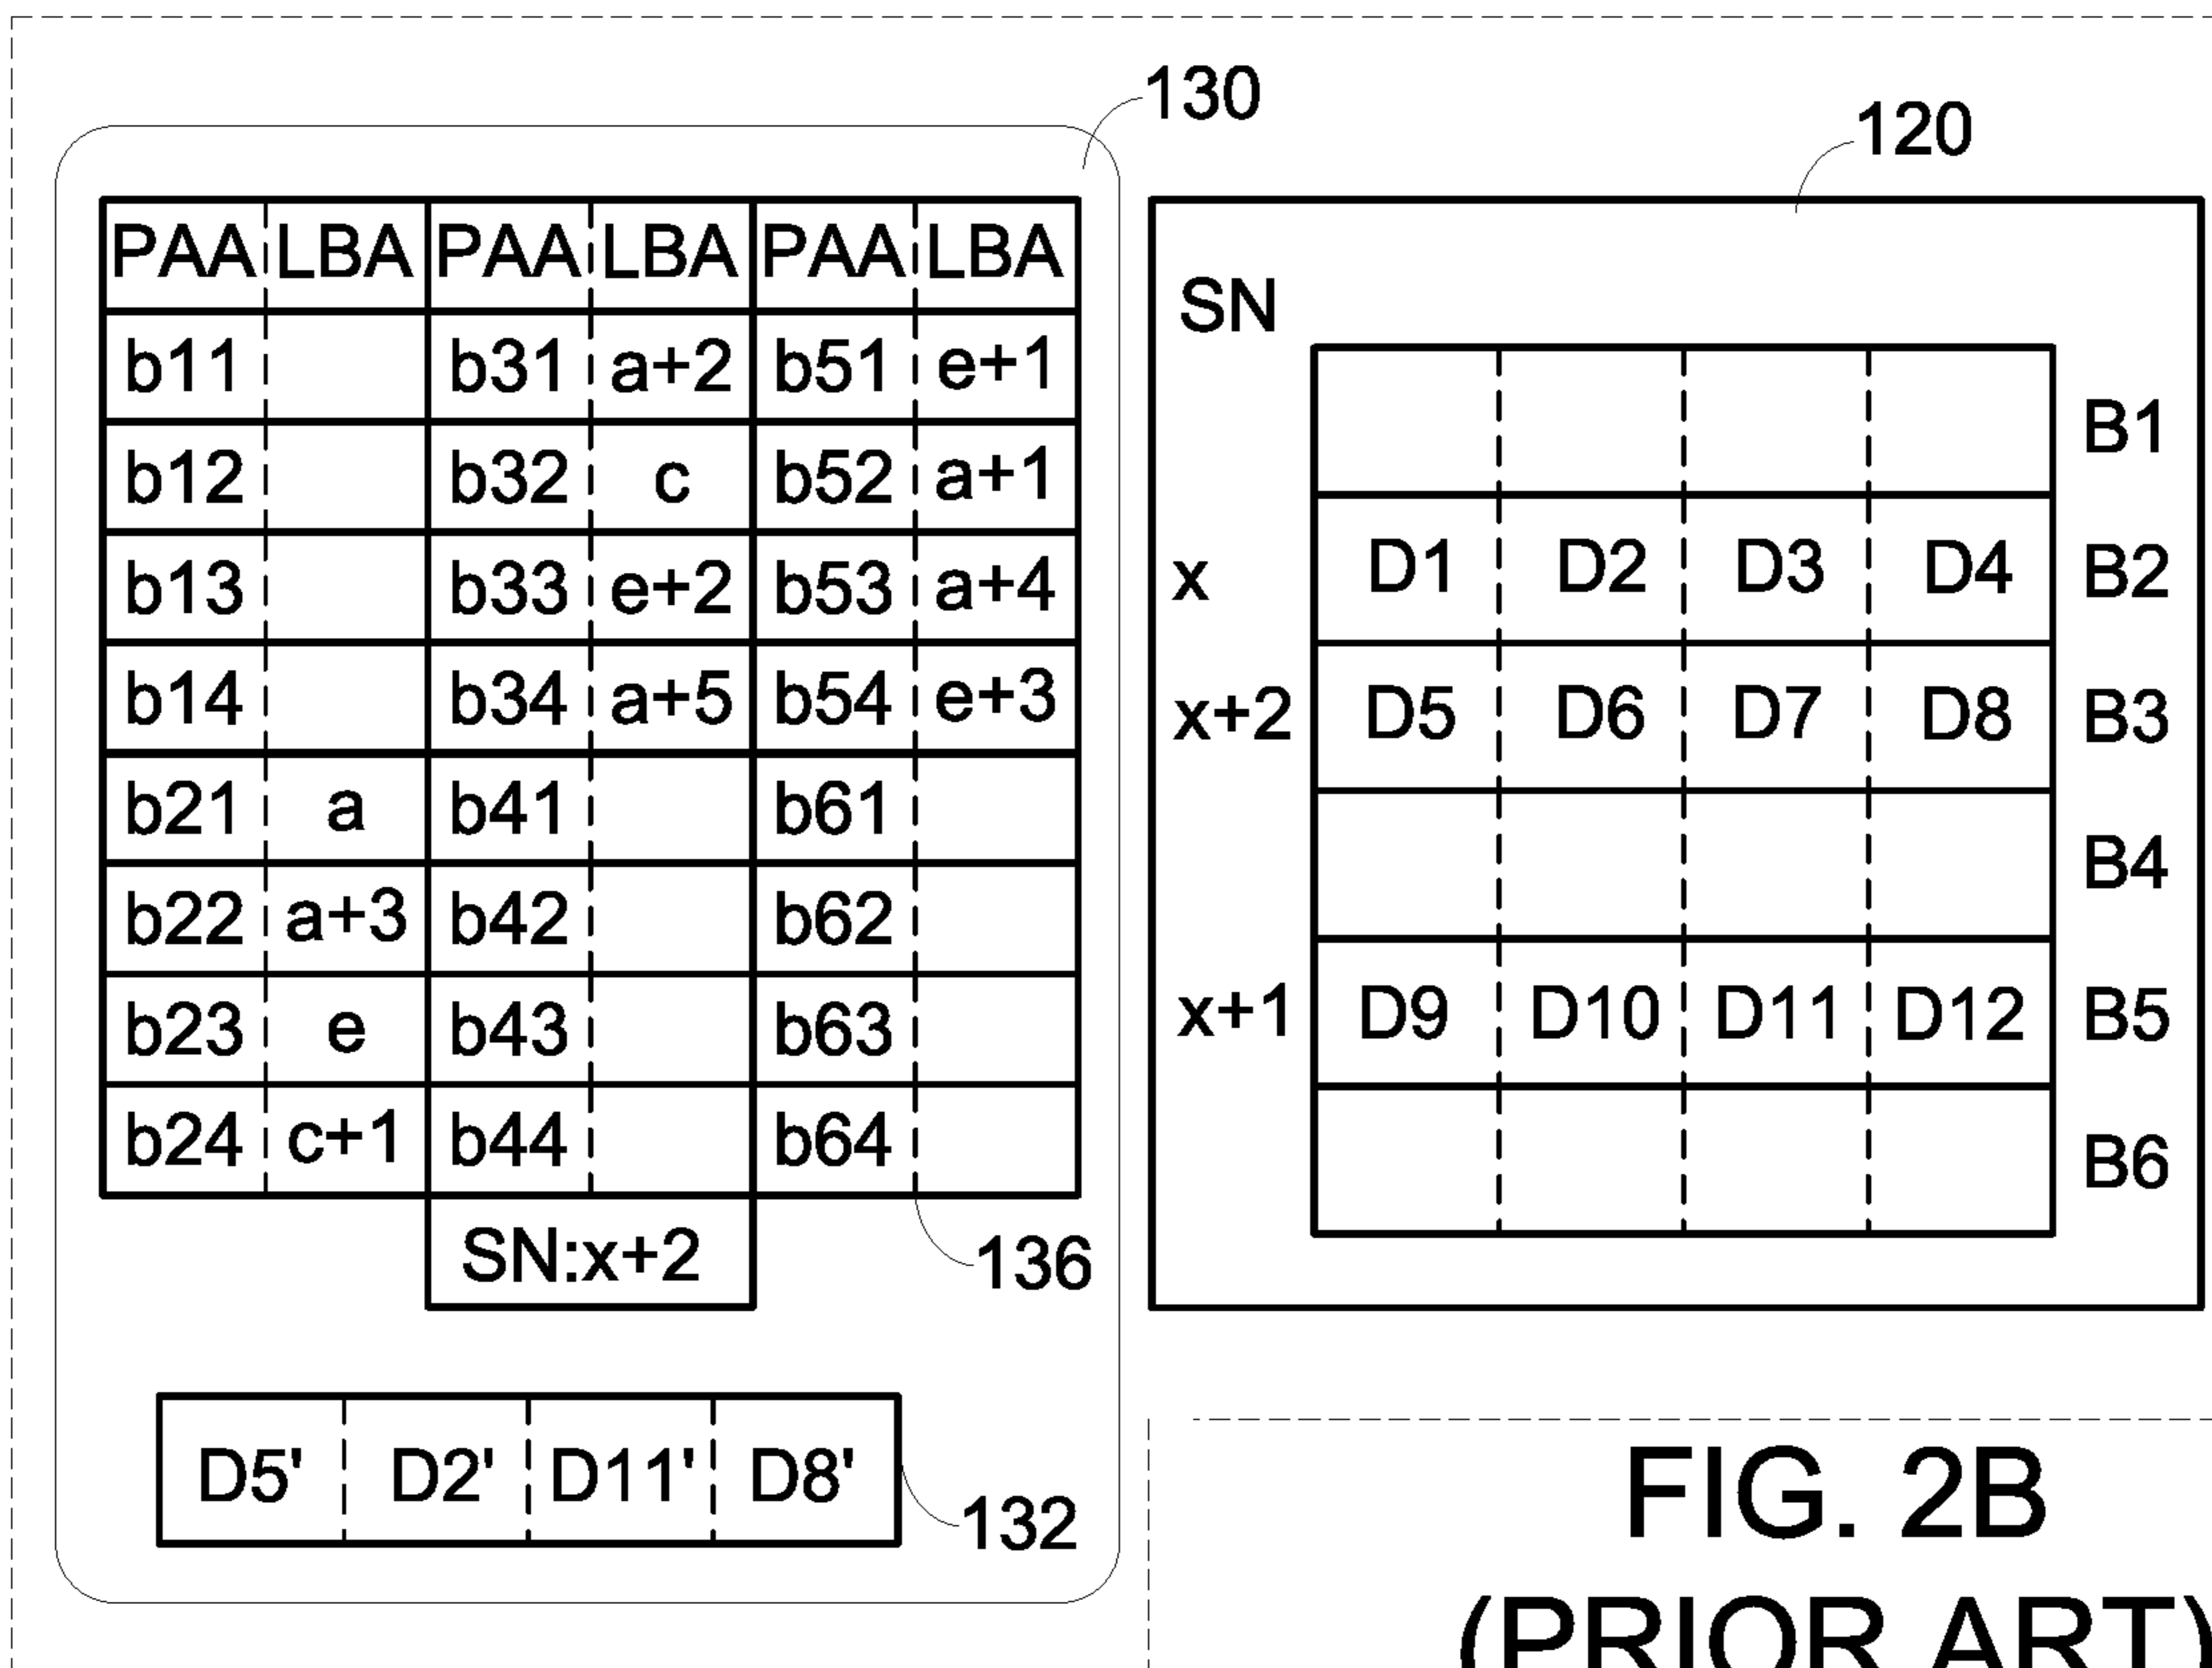 130
120
PAA LBA PAA LBA PAA LBA
b11 b31 a+2 b51 e+1
b12 b32 c b52 a+1
b13 b33 e+2 b53 a+4
b14 b34 a+5 b54 e+3
b21 a b41 b61
b22 a+3 b42 b62
b23 e b43 b63
b24 c+1 b44 b64
SN:x+2
136
D5' D2' D11' D8'
132
SN
B1
x D1 D2 D3 D4 B2
x+2 D5 D6 D7 D8 B3
B4
x+1 D9 D10 D11 D12 B5
B6
FIG. 2B
(PRIOR ART)